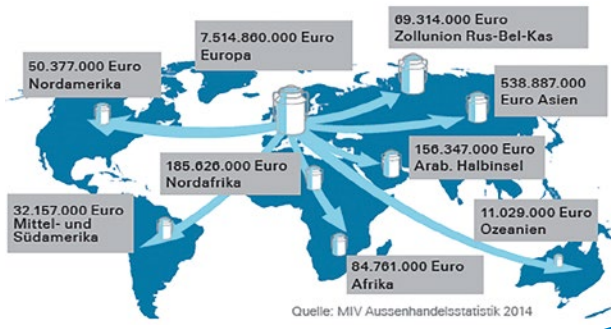 69.314.000 Euro
Zollunion Rus-Bel-Kas
7.514.860.000 Euro
Europa
50.377.000 Euro
Nordamerika
538.887.000
Euro Asien
156.347.000 Euro
Arab. Halbinsel
185.626.000 Euro
Nordafrika
32.157.000 Euro
Mittel- und
Südamerika
11.029.000 Euro
Ozeanien
84.761.000 Euro
Afrika
Quelle: MIV Aussenhandelsstatistik 2014